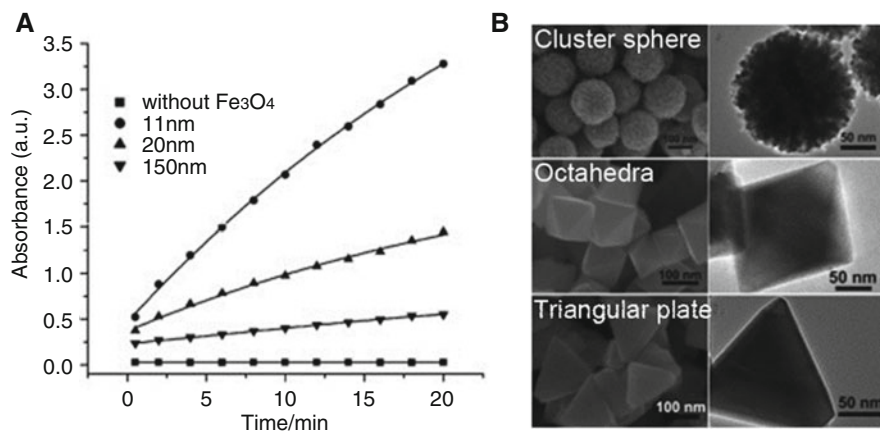 A
3.5
3.0
2.5
2.0
1.5
1.0
0.5
0.0
Absorbance (a.u.)
without Fe₃O₄
11nm
20nm
150nm
0
5
10
15
20
Time/min
B
Cluster sphere
100 nm
50 nm
Octahedra
100 nm
50 nm
Triangular plate
100 nm
50 nm